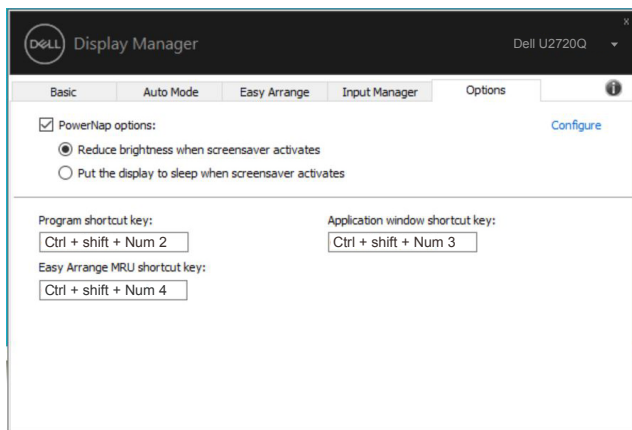 x
DELL Display Manager Dell U2720Q
Basic Auto Mode Easy Arrange Input Manager Options i
PowerNap options: Configure
Reduce brightness when screensaver activates
Put the display to sleep when screensaver activates
Program shortcut key: Application window shortcut key:
Ctrl + shift + Num 2 Ctrl + shift + Num 3
Easy Arrange MRU shortcut key:
Ctrl + shift + Num 4